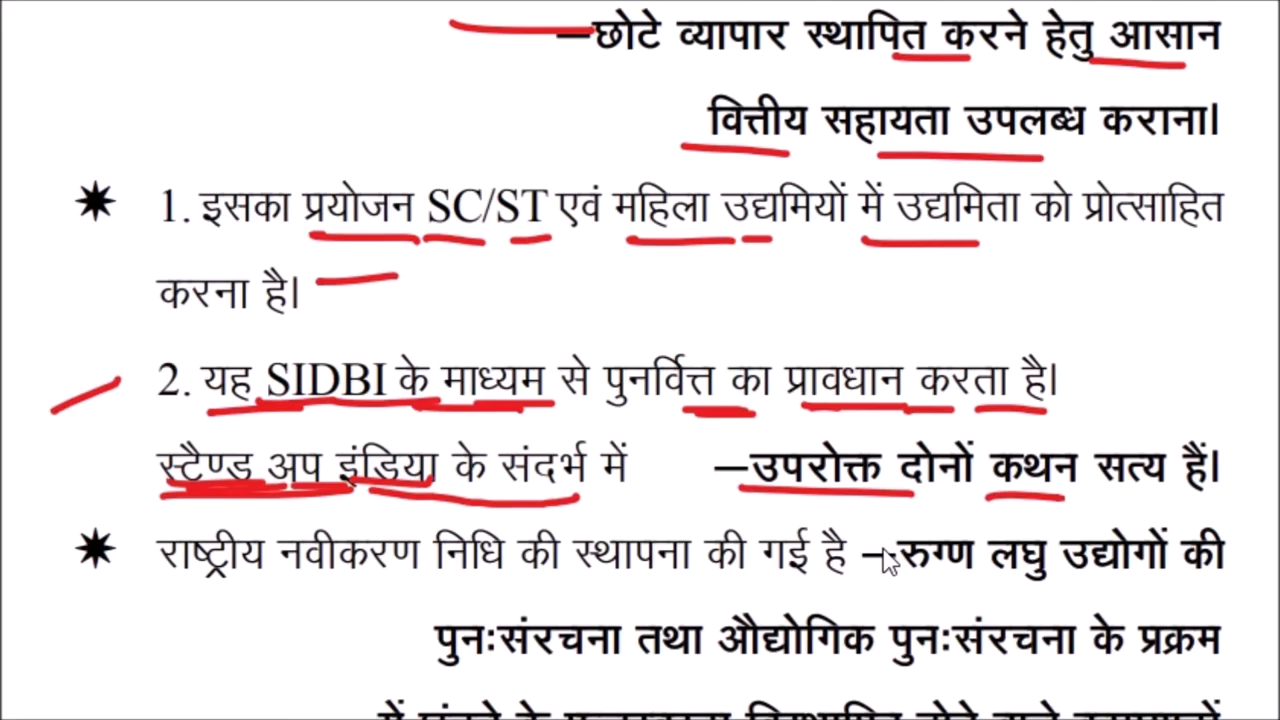 —छोटे व्यापार स्थापित करने हेतु आसान
वित्तीय सहायता उपलब्ध कराना।
✷ 1. इसका प्रयोजन SC/ST एवं महिला उद्यमियों में उद्यमिता को प्रोत्साहित
करना है।
2. यह SIDBI के माध्यम से पुनर्वित्त का प्रावधान करता है।
स्टैण्ड अप इंडिया के संदर्भ में —उपरोक्त दोनों कथन सत्य हैं।
✷ राष्ट्रीय नवीकरण निधि की स्थापना की गई है —रुग्ण लघु उद्योगों की
पुनःसंरचना तथा औद्योगिक पुनःसंरचना के प्रक्रम